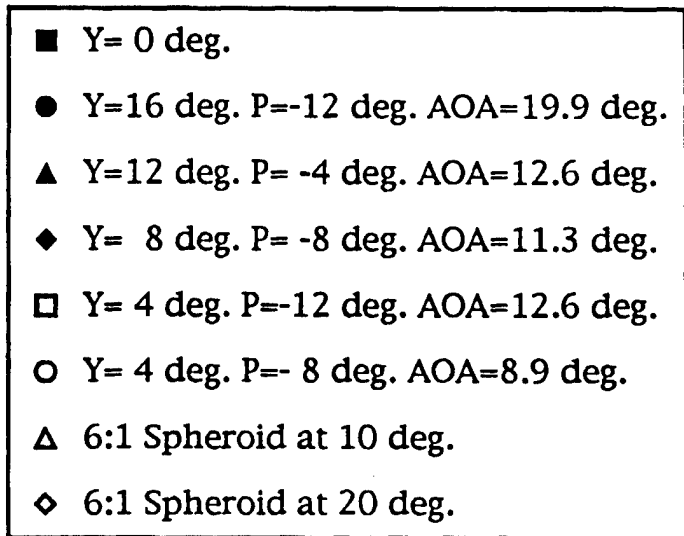 ■ Y= 0 deg.
● Y=16 deg. P=-12 deg. AOA=19.9 deg.
▲ Y=12 deg. P= -4 deg. AOA=12.6 deg.
◆ Y= 8 deg. P= -8 deg. AOA=11.3 deg.
□ Y= 4 deg. P=-12 deg. AOA=12.6 deg.
○ Y= 4 deg. P=- 8 deg. AOA=8.9 deg.
△ 6:1 Spheroid at 10 deg.
◇ 6:1 Spheroid at 20 deg.